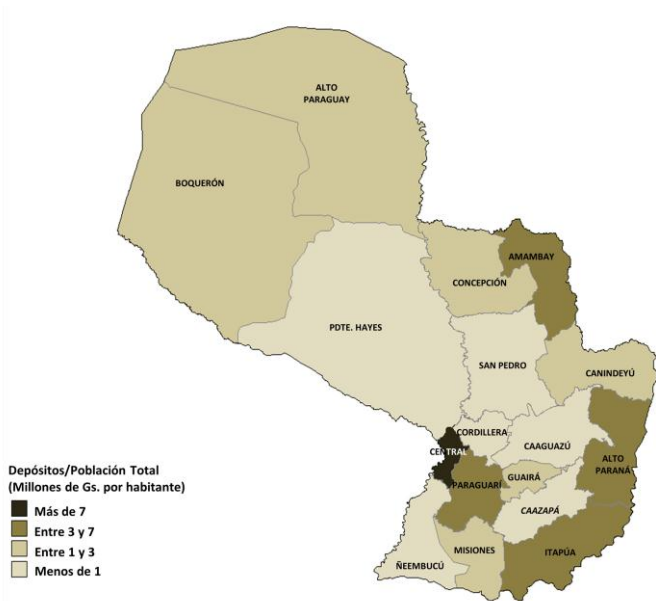 ALTO
PARAGUAY
BOQUERÓN
AMAMBAY
CONCEPCIÓN
PDTE. HAYES
SAN PEDRO
CANINDEYÚ
CORDILLERA
CAAGUAZÚ
CENTRAL
ALTO
PARANÁ
GUAIRÁ
PARAGUARÍ
CAAZAPÁ
MISIONES
ITAPÚA
ÑEEMBUCÚ
Depósitos/Población Total
(Millones de Gs. por habitante)
Más de 7
Entre 3 y 7
Entre 1 y 3
Menos de 1